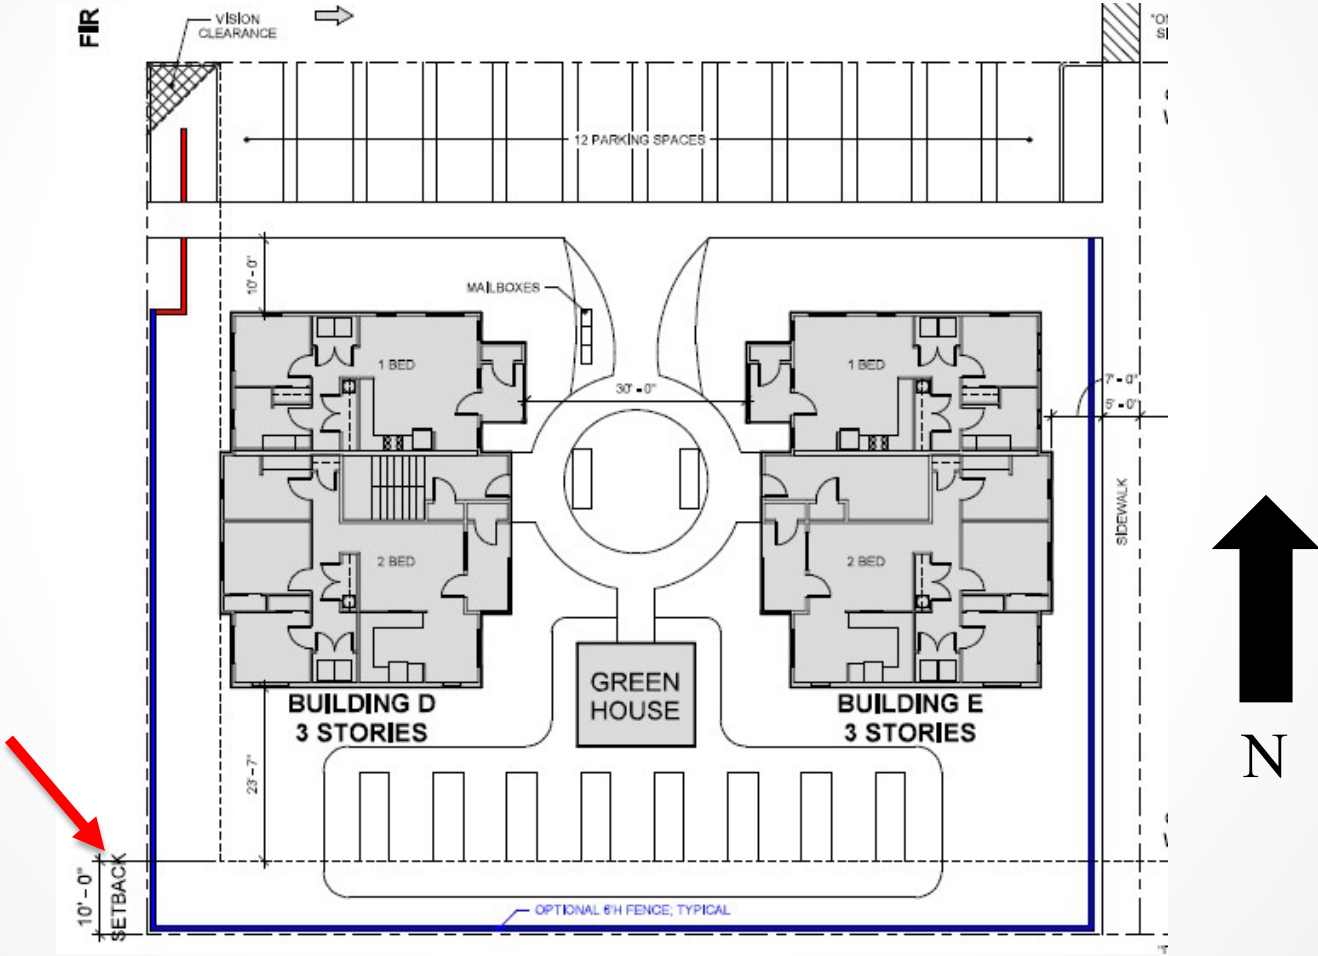 FIR
VISION
CLEARANCE
12 PARKING SPACES
10' - 0"
MAILBOXES
1 BED
30' - 0"
1 BED
7' - 0"
5' - 0"
SIDEWALK
2 BED
2 BED
GREEN
HOUSE
BUILDING D
3 STORIES
BUILDING E
3 STORIES
N
23' - 7"
10' - 0"
SETBACK
OPTIONAL 6'H FENCE; TYPICAL